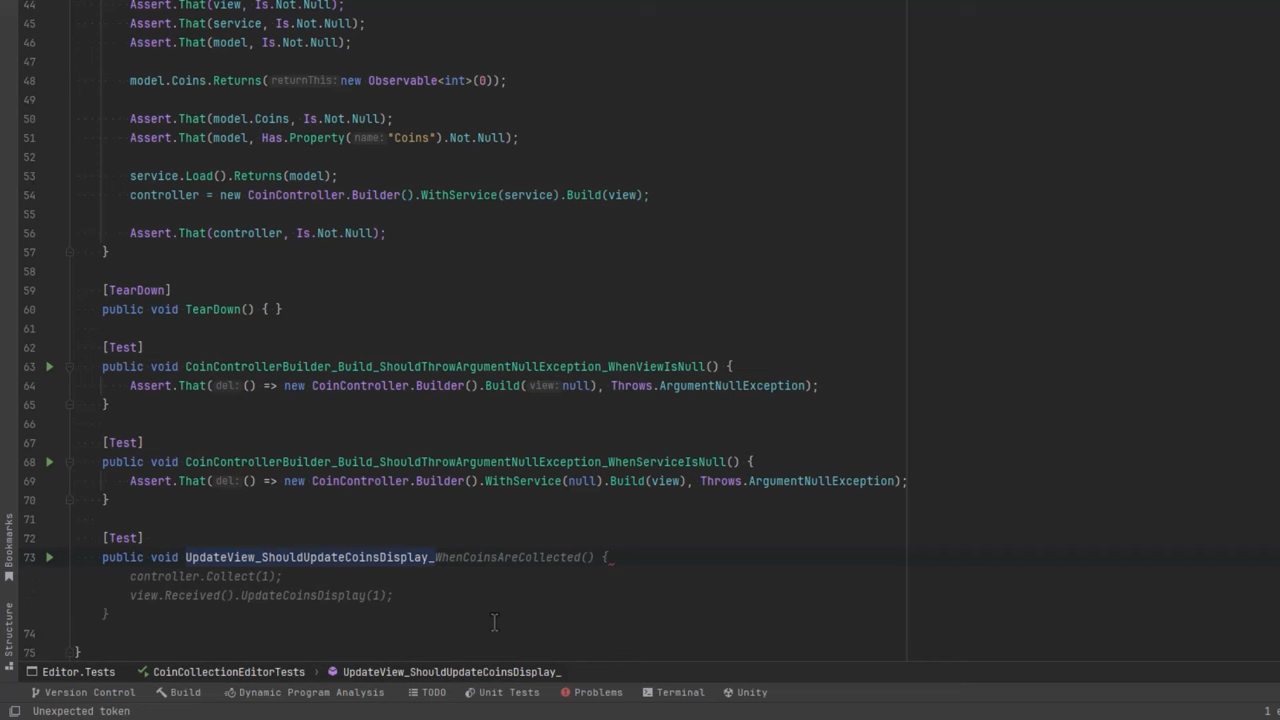 44 Assert.That(view, Is.Not.Null);
45 Assert.That(service, Is.Not.Null);
46 Assert.That(model, Is.Not.Null);
47
48 model.Coins.Returns( returnThis: new Observable<int>(0));
49
50 Assert.That(model.Coins, Is.Not.Null);
51 Assert.That(model, Has.Property( name: "Coins").Not.Null);
52
53 service.Load().Returns(model);
54 controller = new CoinController.Builder().WithService(service).Build(view);
55
56 Assert.That(controller, Is.Not.Null);
57 }
58
59 [TearDown]
60 public void TearDown() { }
61
62 [Test]
63 public void CoinControllerBuilder_Build_ShouldThrowArgumentNullException_WhenViewIsNull() {
64 Assert.That( del: () => new CoinController.Builder().Build( view: null), Throws.ArgumentNullException);
65 }
66
67 [Test]
68 public void CoinControllerBuilder_Build_ShouldThrowArgumentNullException_WhenServiceIsNull() {
69 Assert.That( del: () => new CoinController.Builder().WithService(null).Build(view), Throws.ArgumentNullException);
70 }
71
72 [Test]
73 public void UpdateView_ShouldUpdateCoinsDisplay_WhenCoinsAreCollected() {
controller.Collect(1);
view.Received().UpdateCoinsDisplay(1);
}
74
75 }
Bookmarks
Structure
Editor.Tests CoinCollectionEditorTests UpdateView_ShouldUpdateCoinsDisplay_
Version Control Build Dynamic Program Analysis TODO Unit Tests Problems Terminal Unity
Unexpected token 1